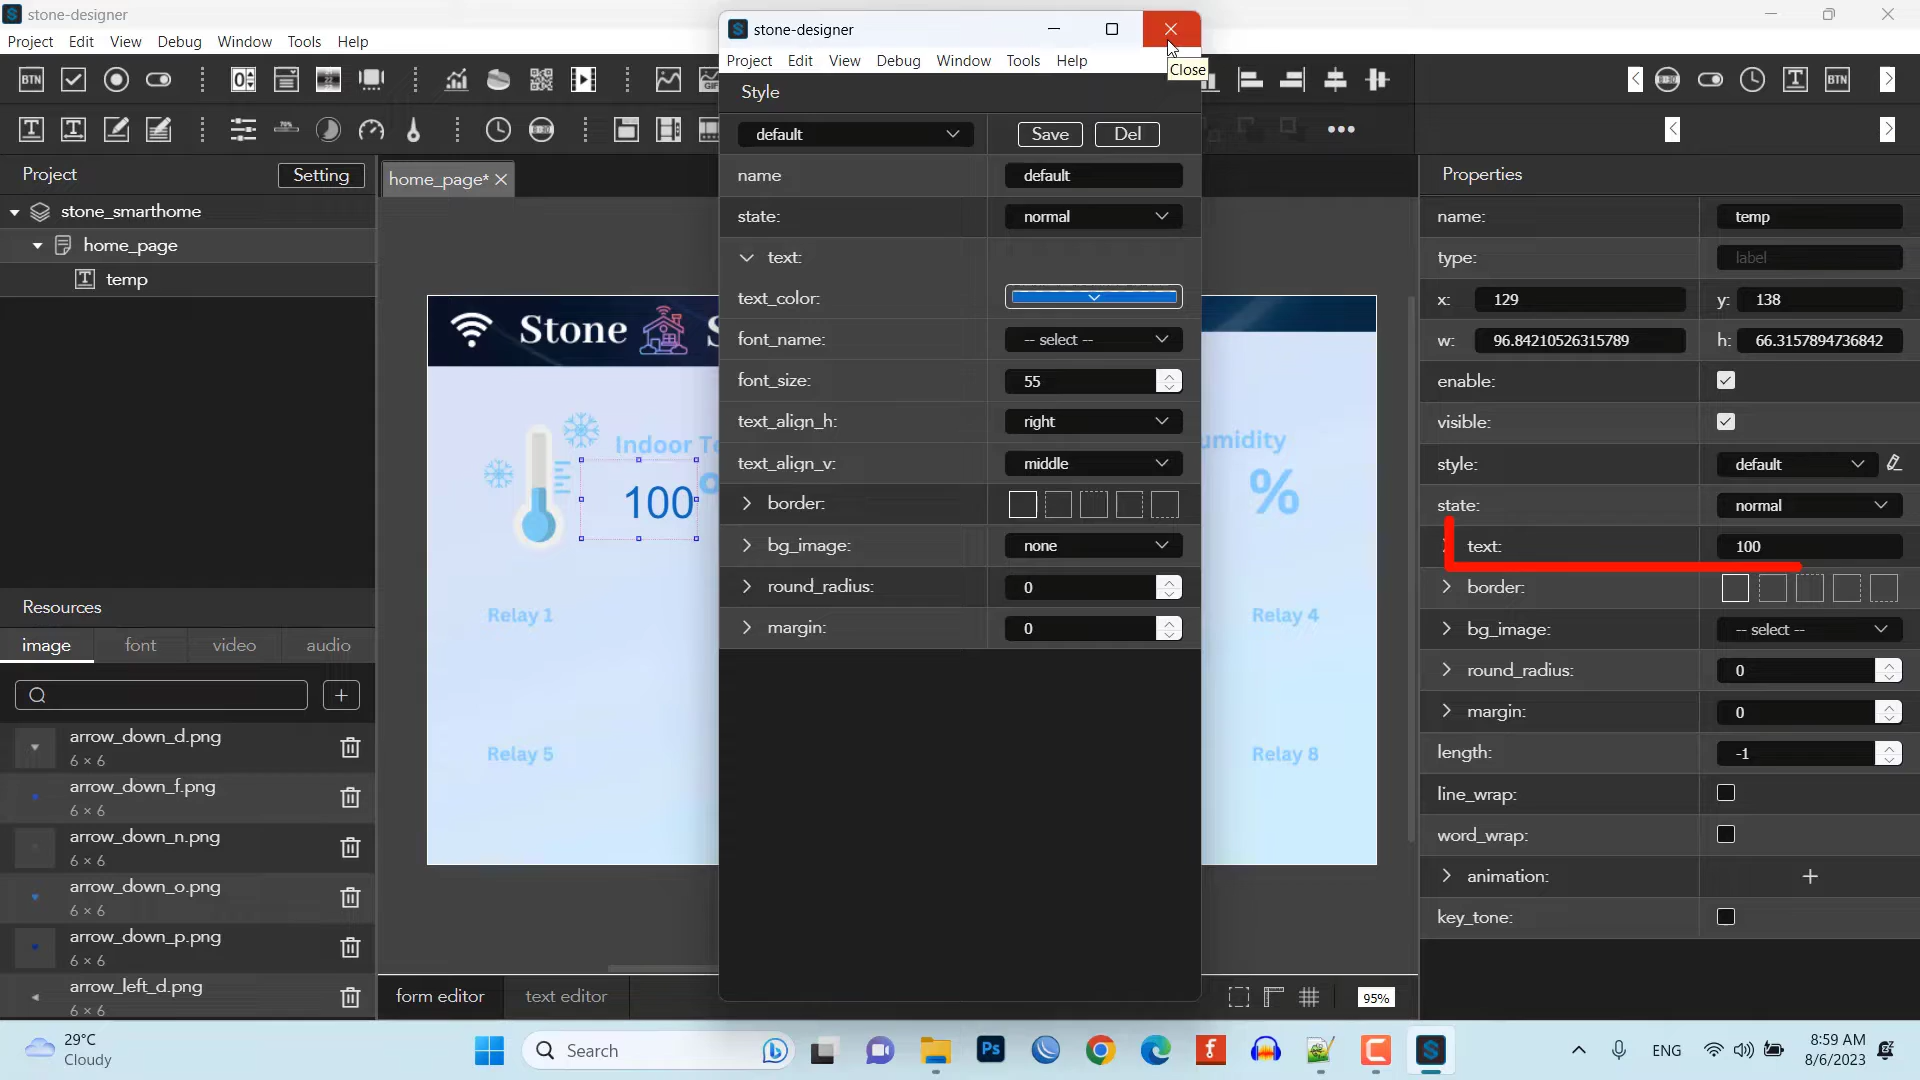 stone-designer
Project Edit View Debug Window Tools Help
BTN
GIF
BTN
70%
Project
Setting
stone_smarthome
home_page
temp
Resources
image font video audio
arrow_down_d.png
6 × 6
arrow_down_f.png
6 × 6
arrow_down_n.png
6 × 6
arrow_down_o.png
6 × 6
arrow_down_p.png
6 × 6
arrow_left_d.png
6 × 6
home_page*
Stone S
Indoor Te
100
umidity
%
Relay 1
Relay 4
Relay 5
Relay 8
form editor
text editor
95%
stone-designer
Close
Project Edit View Debug Window Tools Help
Style
default
Save
Del
name
default
state:
normal
text:
text_color:
font_name:
-- select --
font_size:
55
text_align_h:
right
text_align_v:
middle
border:
bg_image:
none
round_radius:
0
margin:
0
Properties
name:
temp
type:
label
x:
129
y:
138
w:
96.84210526315789
h:
66.3157894736842
enable:
visible:
style:
default
state:
normal
text:
100
border:
bg_image:
-- select --
round_radius:
0
margin:
0
length:
-1
line_wrap:
word_wrap:
animation:
key_tone:
29°C
Cloudy
Search
Ps
ENG
8:59 AM
8/6/2023